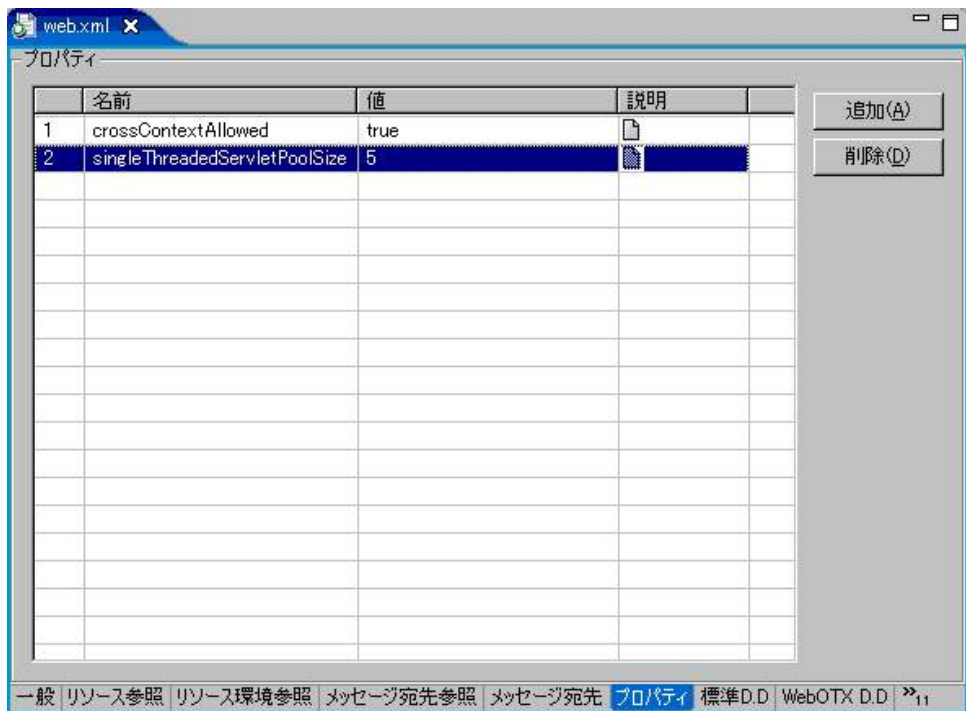 web.xml
プロパティ
名前 値 説明
追加(A)
1 crossContextAllowed true
2 singleThreadedServletPoolSize 5
削除(D)
一般 リソース参照 リソース環境参照 メッセージ宛先参照 メッセージ宛先 プロパティ 標準D.D WebOTX D.D »11